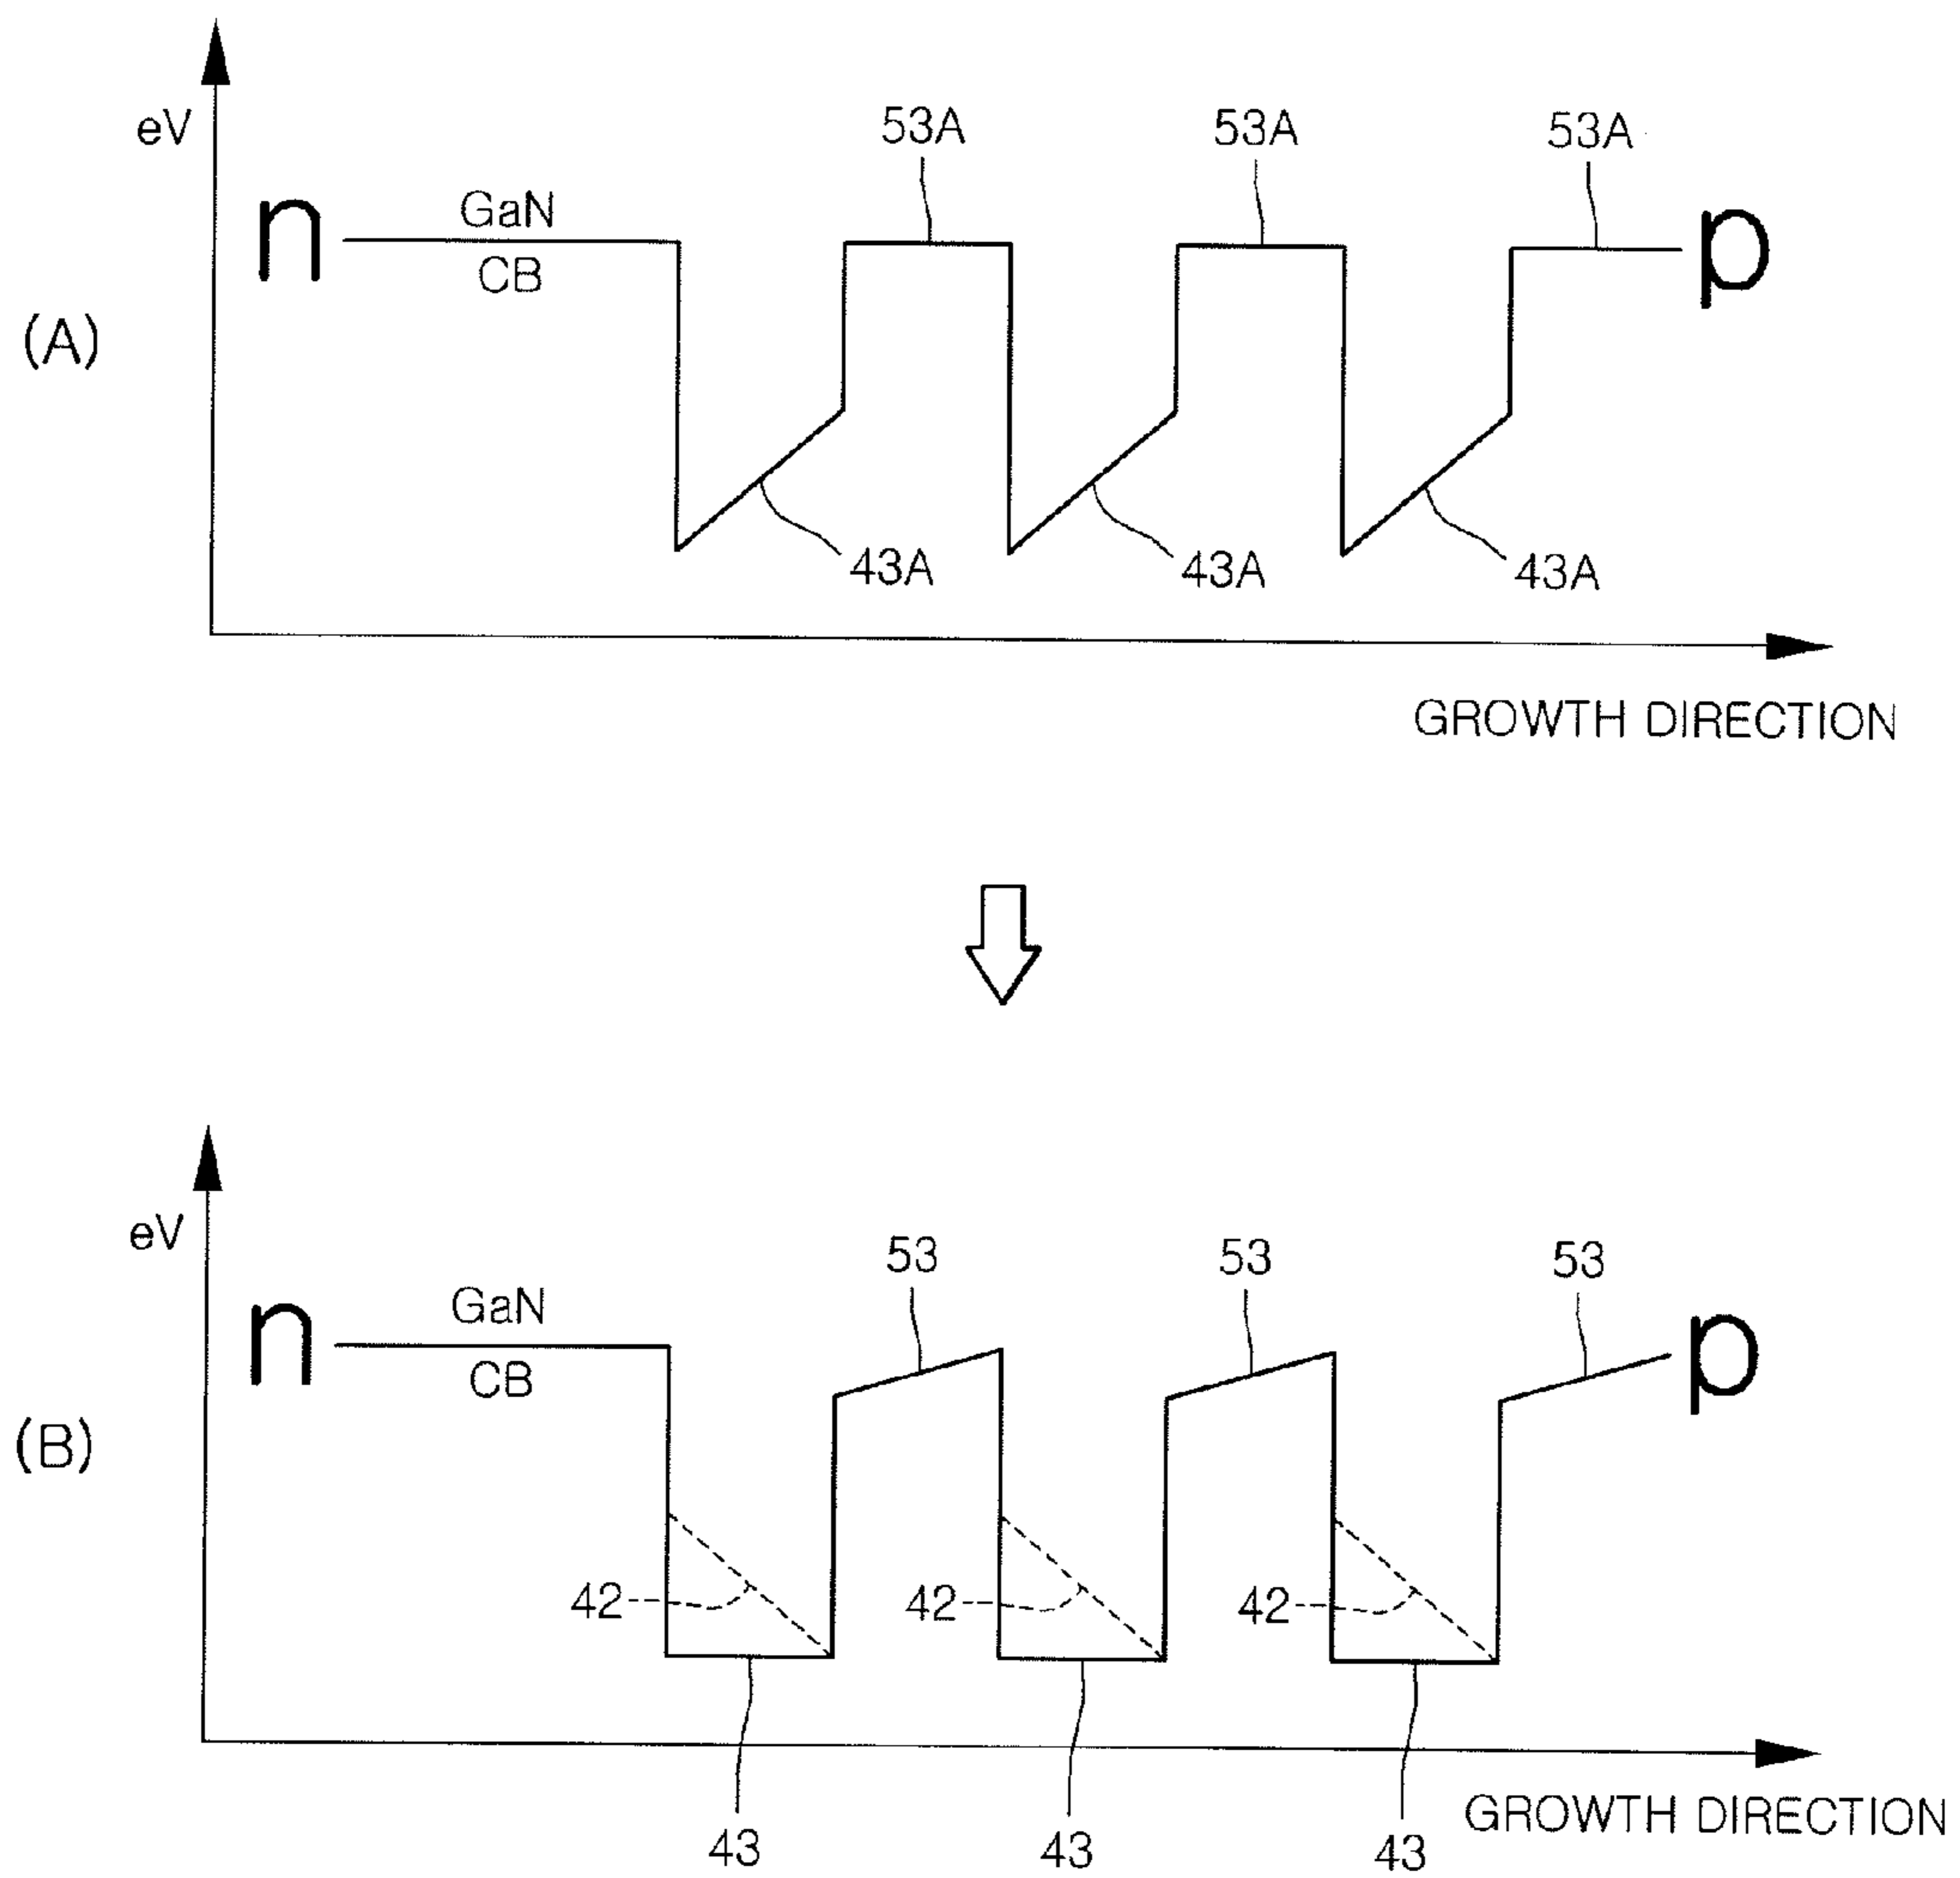 eV
53A 53A 53A
n GaN p
CB
(A)
43A 43A 43A
GROWTH DIRECTION
eV
53 53 53
n GaN p
CB
(B)
42 42 42
GROWTH DIRECTION
43 43 43